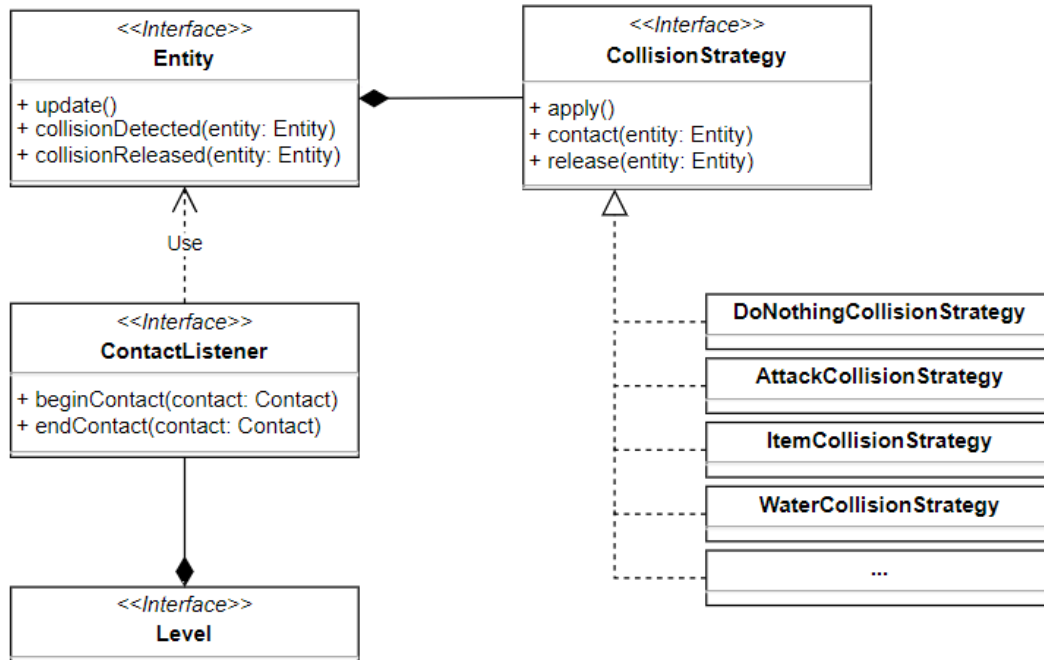 <<Interface>>
Entity
+ update()
+ collisionDetected(entity: Entity)
+ collisionReleased(entity: Entity)
<<Interface>>
CollisionStrategy
+ apply()
+ contact(entity: Entity)
+ release(entity: Entity)
Use
<<Interface>>
ContactListener
+ beginContact(contact: Contact)
+ endContact(contact: Contact)
DoNothingCollisionStrategy
AttackCollisionStrategy
ItemCollisionStrategy
WaterCollisionStrategy
...
<<Interface>>
Level